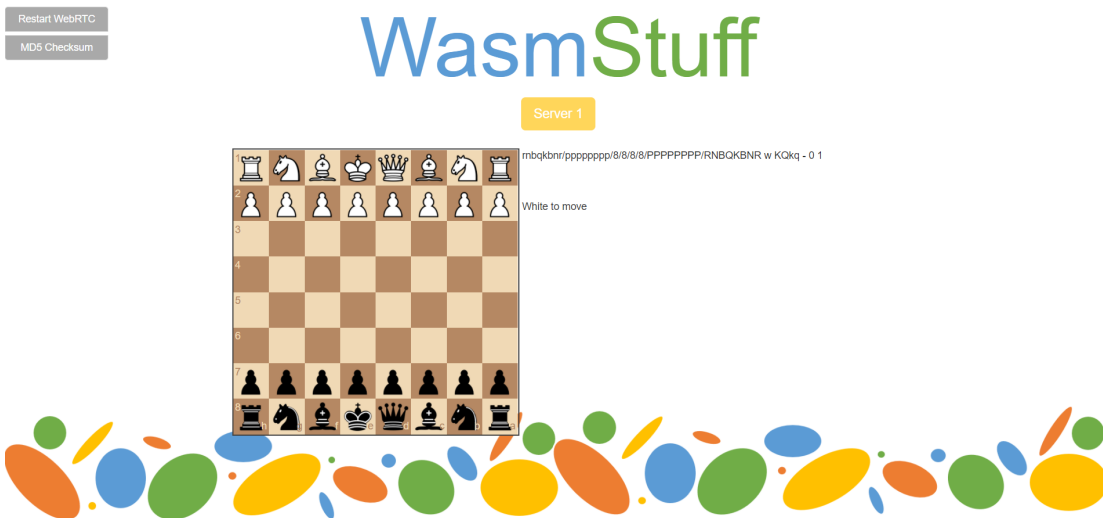 Restart WebRTC
MD5 Checksum
WasmStuff
Server 1
rnbqkbnr/pppppppp/8/8/8/8/PPPPPPPP/RNBQKBNR w KQkq - 0 1
White to move
1
2
3
4
5
6
7
8
h g f e d c b a